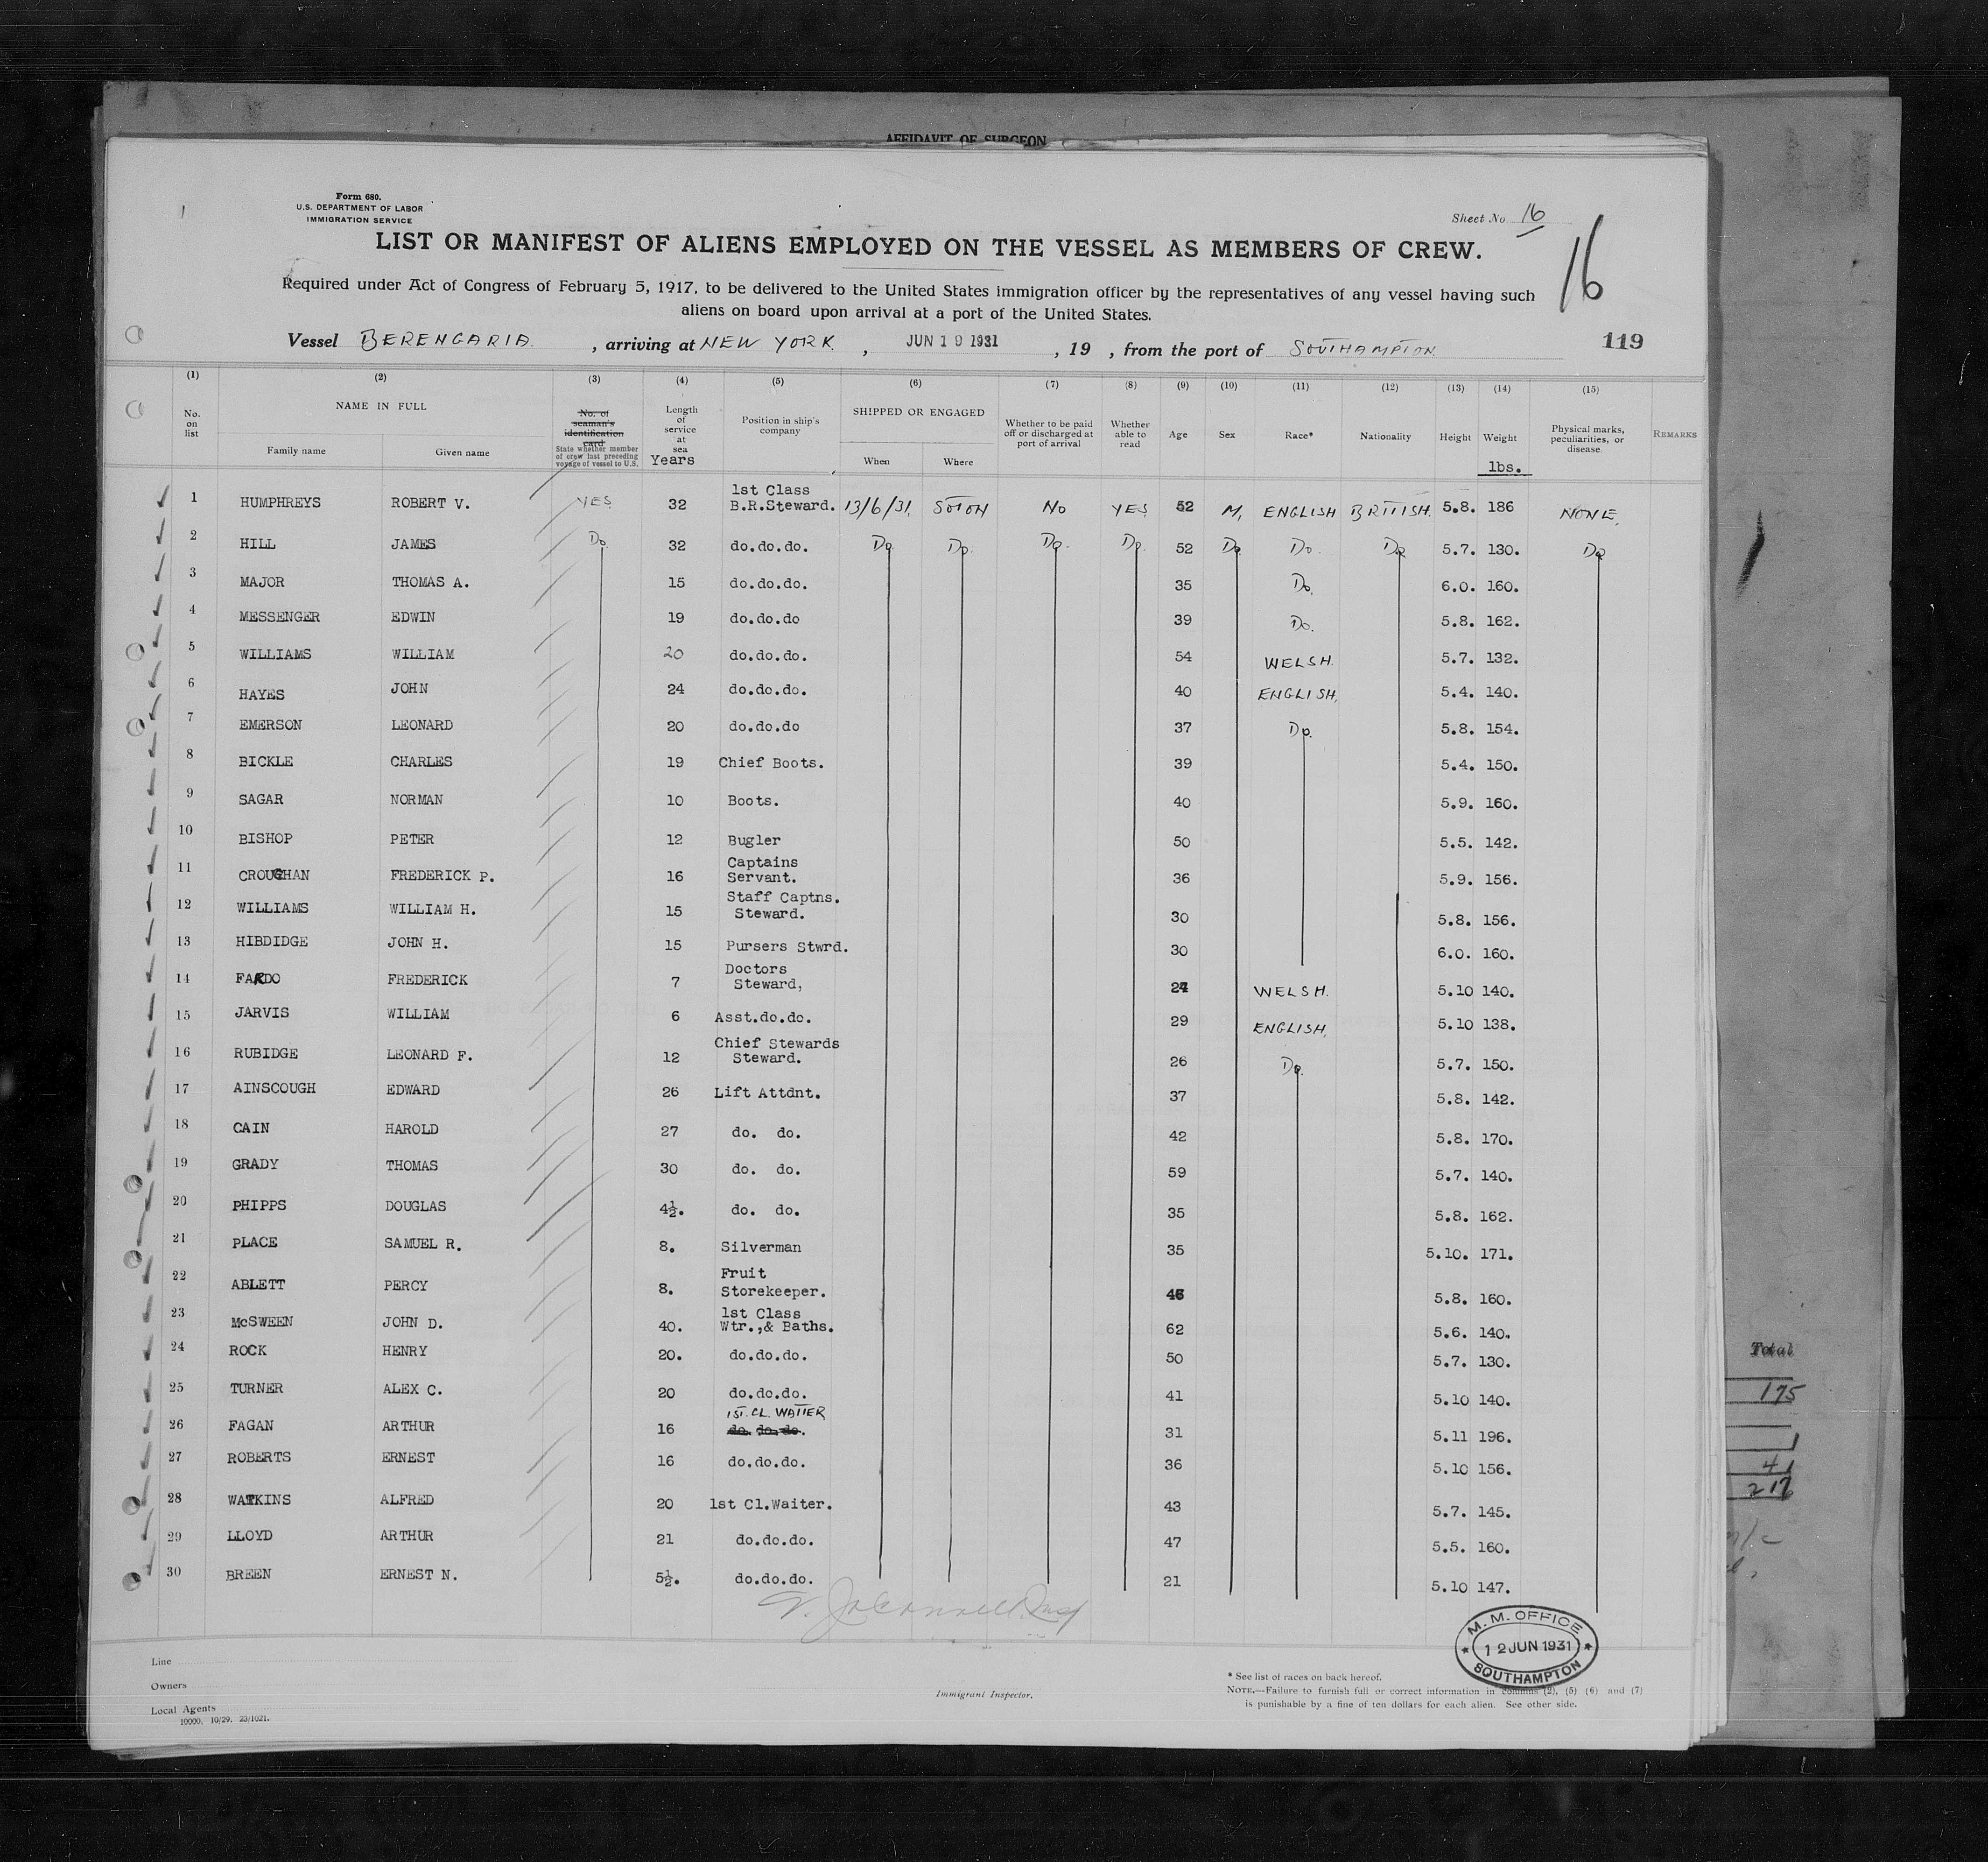 AFFIDAVIT OF SURGEON
Form 680.
U.S. DEPARTMENT OF LABOR
IMMIGRATION SERVICE
Sheet No 16
LIST OR MANIFEST OF ALIENS EMPLOYED ON THE VESSEL AS MEMBERS OF CREW.
16
Required under Act of Congress of February 5, 1917, to be delivered to the United States immigration officer by the representatives of any vessel having such
aliens on board upon arrival at a port of the United States.
Vessel BERENGARIA , arriving at NEW YORK , JUN 19 1931 , 19 , from the port of SOUTHAMPTON
119
(1) (2) (3) (4) (5) (6) (7) (8) (9) (10) (11) (12) (13) (14) (15)
No. on list NAME IN FULL Family name Given name No. of seaman's identification card State whether member of crew last preceding voyage of vessel to U.S. Length of service at sea Years Position in ship's company SHIPPED OR ENGAGED When Where Whether to be paid off or discharged at port of arrival Whether able to read Age Sex Race* Nationality Height Weight lbs. Physical marks, peculiarities, or disease REMARKS
1 HUMPHREYS ROBERT V. YES 32 1st Class B.R.Steward. 13/6/31. SOTON NO YES 52 M. ENGLISH BRITISH. 5.8. 186 NONE.
2 HILL JAMES Do. 32 do.do.do. Do. Do. Do. Do. 52 Do. Do. Do 5.7. 130. Do
3 MAJOR THOMAS A. 15 do.do.do. 35 Do. 6.0. 160.
4 MESSENGER EDWIN 19 do.do.do 39 Do. 5.8. 162.
5 WILLIAMS WILLIAM 20 do.do.do. 54 WELSH. 5.7. 132.
6 HAYES JOHN 24 do.do.do. 40 ENGLISH. 5.4. 140.
7 EMERSON LEONARD 20 do.do.do 37 Do. 5.8. 154.
8 BICKLE CHARLES 19 Chief Boots. 39 5.4. 150.
9 SAGAR NORMAN 10 Boots. 40 5.9. 160.
10 BISHOP PETER 12 Bugler 50 5.5. 142.
11 CROUGHAN FREDERICK P. 16 Captains Servant. 36 5.9. 156.
12 WILLIAMS WILLIAM H. 15 Staff Captns. Steward. 30 5.8. 156.
13 HIBDIDGE JOHN H. 15 Pursers Stwrd. 30 6.0. 160.
14 FARDO FREDERICK 7 Doctors Steward, WELSH. 5.10 140.
15 JARVIS WILLIAM 6 Asst.do.do. 29 ENGLISH. 5.10 138.
16 RUBIDGE LEONARD F. 12 Chief Stewards Steward. 26 Do. 5.7. 150.
17 AINSCOUGH EDWARD 26 Lift Attdnt. 37 5.8. 142.
18 CAIN HAROLD 27 do. do. 42 5.8. 170.
19 GRADY THOMAS 30 do. do. 59 5.7. 140.
20 PHIPPS DOUGLAS 4½. do. do. 35 5.8. 162.
21 PLACE SAMUEL R. 8. Silverman 35 5.10. 171.
22 ABLETT PERCY 8. Fruit Storekeeper. 5.8. 160.
23 McSWEEN JOHN D. 40. 1st Class Wtr.,& Baths. 62 5.6. 140.
24 ROCK HENRY 20. do.do.do. 50 5.7. 130.
25 TURNER ALEX C. 20 do.do.do. 41 5.10 140.
26 FAGAN ARTHUR 16 1ST. CL. WAITER do. do. do. 31 5.11 196.
27 ROBERTS ERNEST 16 do.do.do. 36 5.10 156.
28 WATKINS ALFRED 20 1st Cl.Waiter. 43 5.7. 145.
29 LLOYD ARTHUR 21 do.do.do. 47 5.5. 160.
30 BREEN ERNEST N. 5½. do.do.do. 21 5.10 147.
M. M. OFFICE
12 JUN 1931
SOUTHAMPTON
Line
Owners
Local Agents
10000. 10/29. 23/1021.
Immigrant Inspector.
* See list of races on back hereof.
NOTE.—Failure to furnish full or correct information in columns (2), (5) (6) and (7)
is punishable by a fine of ten dollars for each alien. See other side.
Total
175